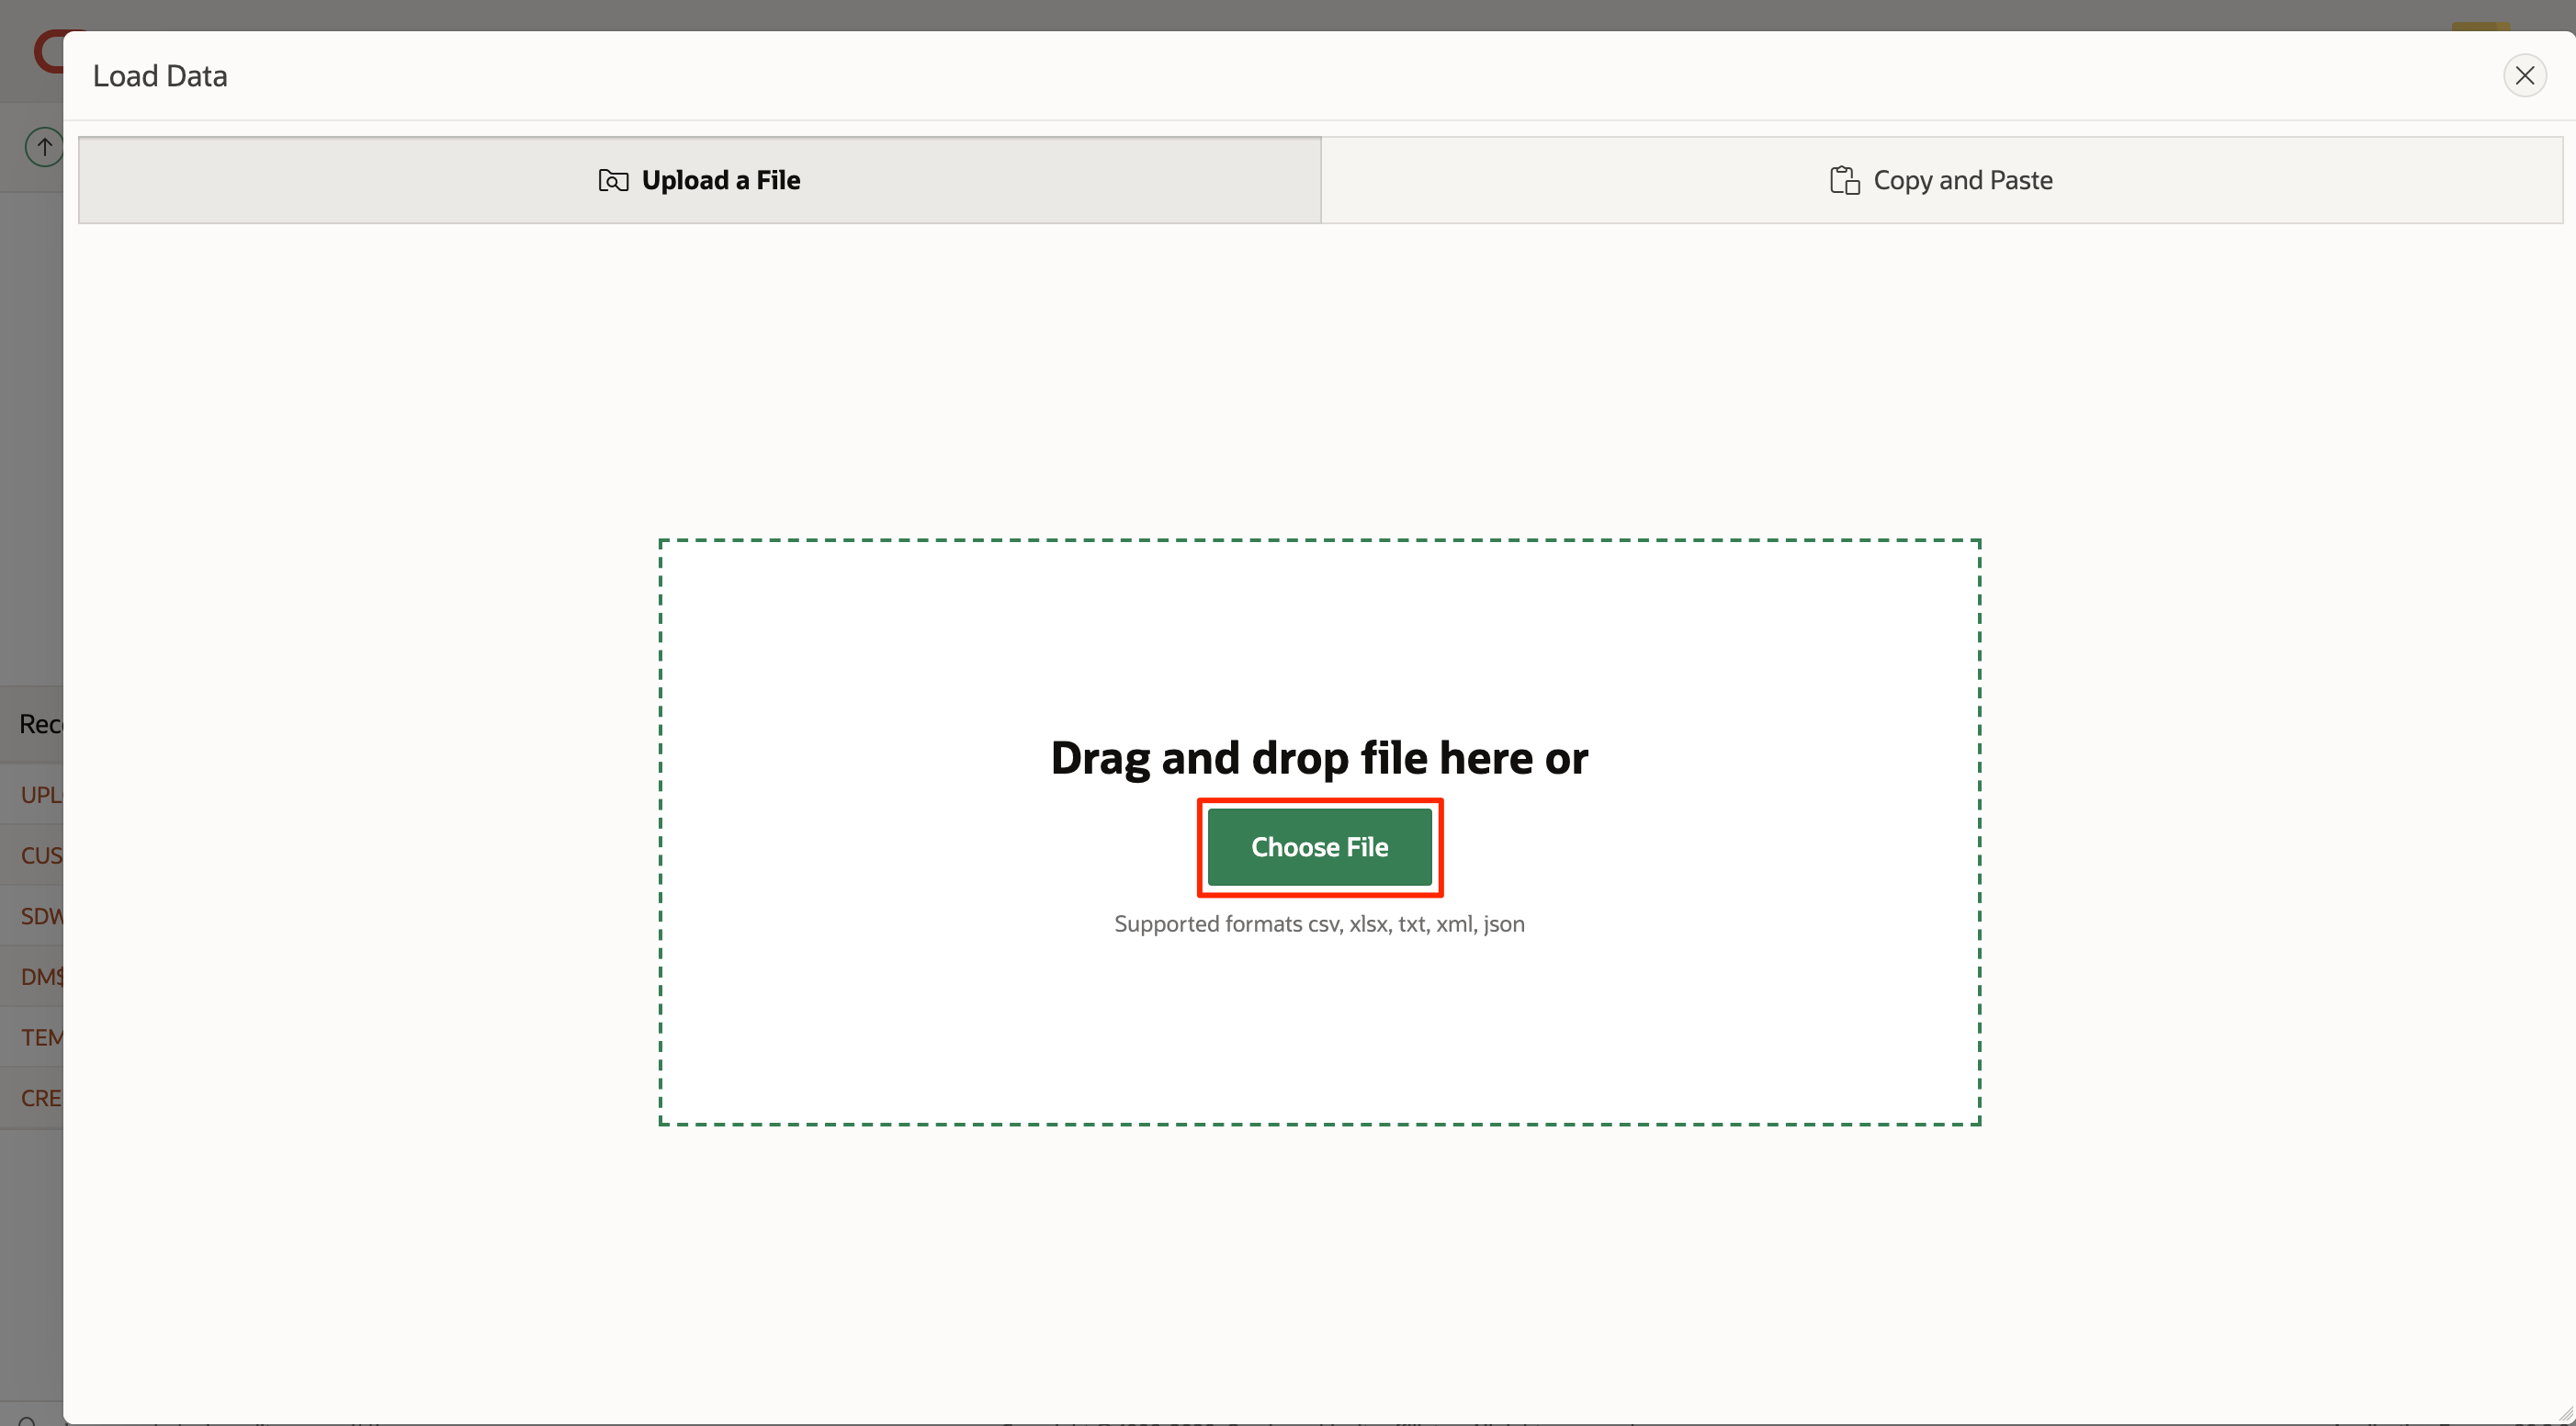 Load Data
Upload a File
Copy and Paste
Drag and drop file here or
Choose File
Supported formats csv, xlsx, txt, xml, json
Rec
UPL
CUS
SDW
DM$
TEM
CRE